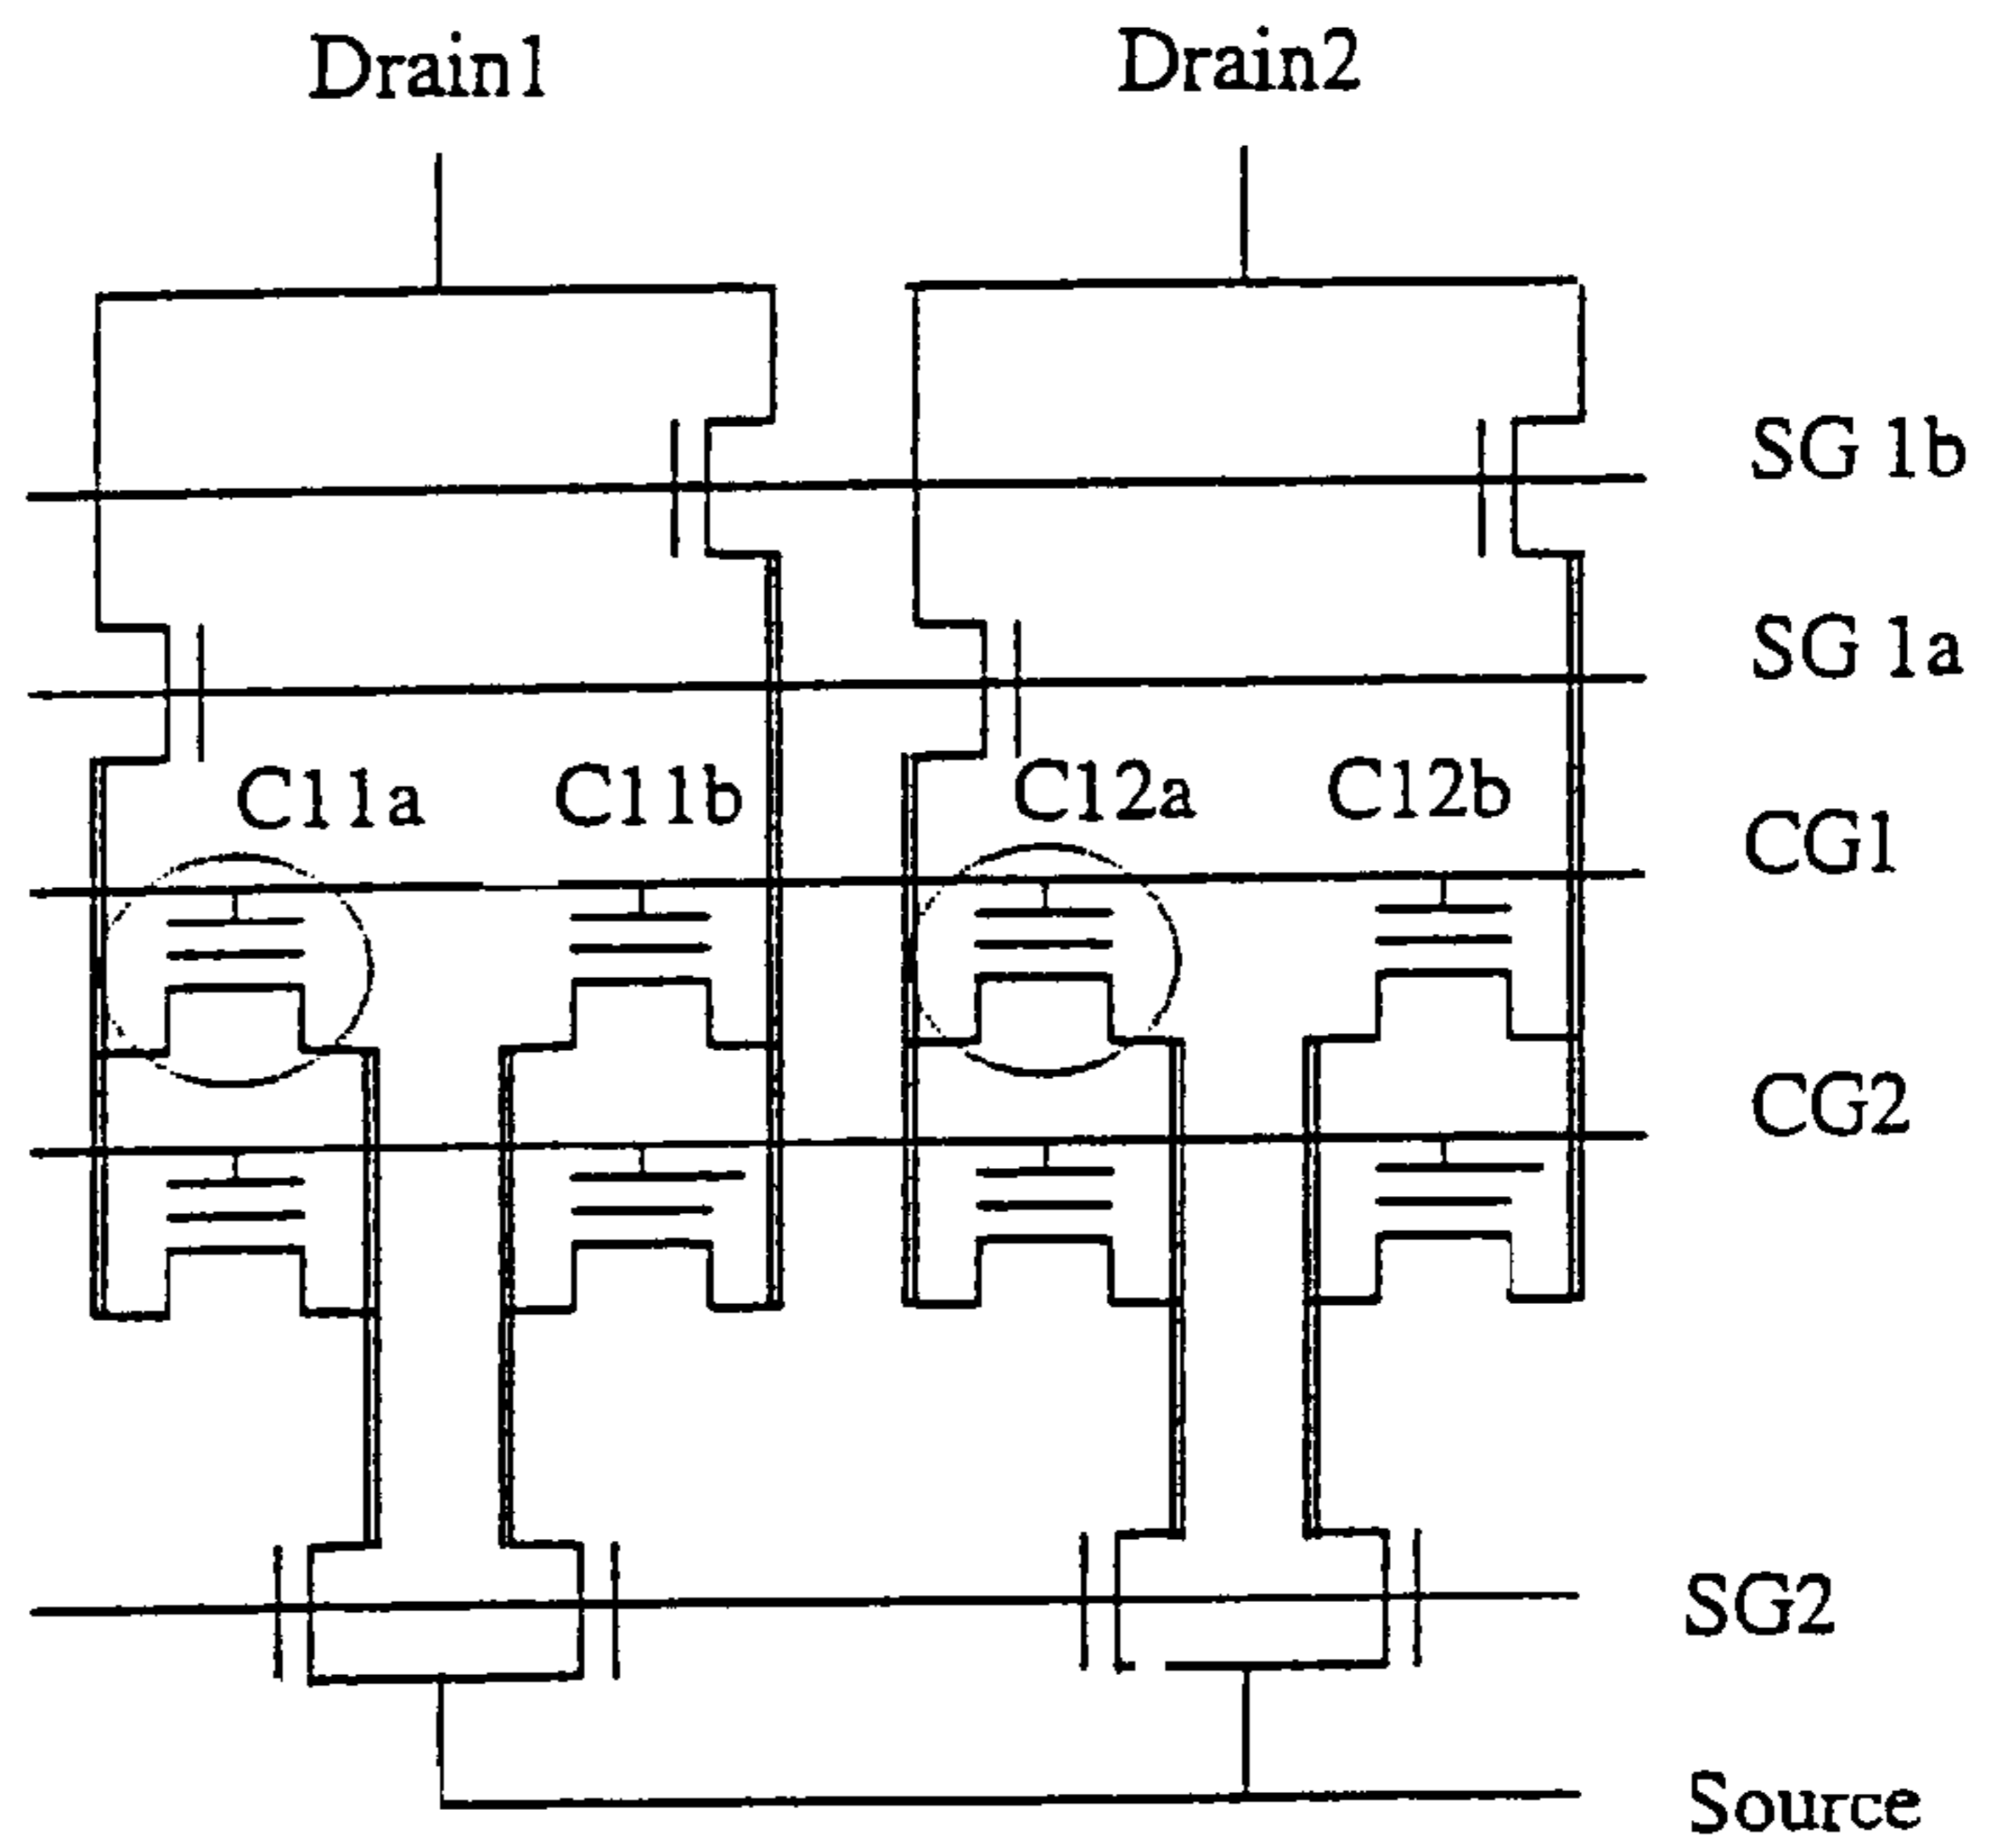 Drain1 Drain2
SG 1b
SG 1a
C11a C11b C12a C12b
CG1
CG2
SG2
Source